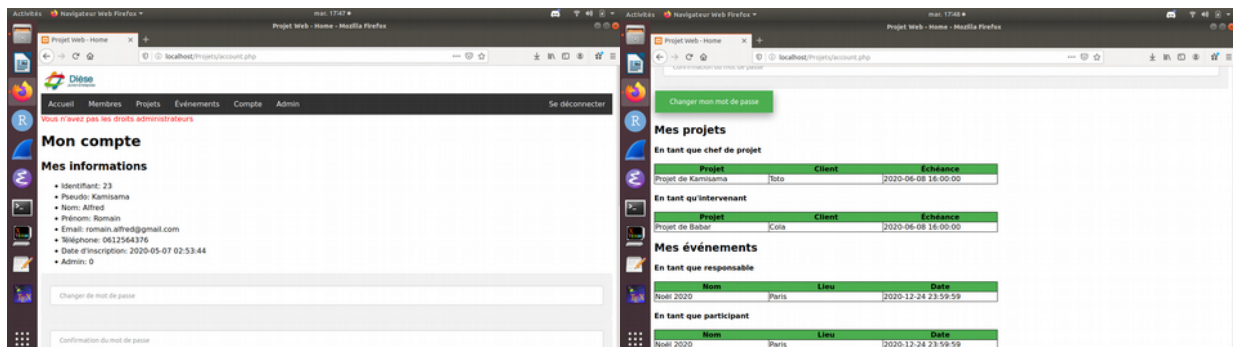 Activités Navigateur Web Firefox
mar. 17:47
Projet Web - Home - Mozilla Firefox
Projet Web - Home
localhost/Projets/account.php
Dièse
Accueil Membres Projets Événements Compte Admin Se déconnecter
Vous n'avez pas les droits administrateurs
Mon compte
Mes informations
• Identifiant: 23
• Pseudo: Kamisama
• Nom: Alfred
• Prénom: Romain
• Email: romain.alfred@gmail.com
• Téléphone: 0612564376
• Date d'inscription: 2020-05-07 02:53:44
• Admin: 0
Changer de mot de passe
Confirmation du mot de passe
Activités Navigateur Web Firefox
mar. 17:48
Projet Web - Home - Mozilla Firefox
Projet Web - Home
localhost/Projets/account.php
Confirmation du mot de passe
Changer mon mot de passe
Mes projets
En tant que chef de projet
Projet Client Échéance
Projet de Kamisama Toto 2020-06-08 16:00:00
En tant qu'intervenant
Projet Client Échéance
Projet de Babar Cola 2020-06-08 16:00:00
Mes événements
En tant que responsable
Nom Lieu Date
Noël 2020 Paris 2020-12-24 23:59:59
En tant que participant
Nom Lieu Date
Noël 2020 Paris 2020-12-24 23:59:59